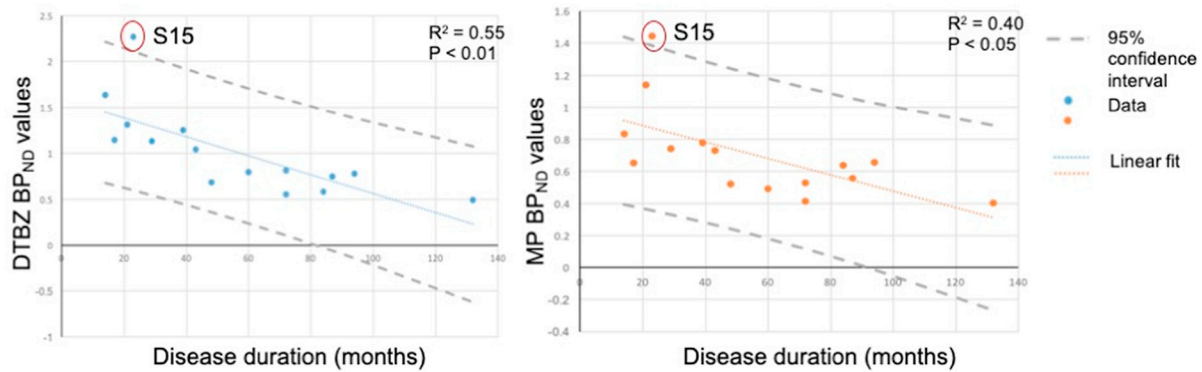 2.5
2
1.5
1
0.5
0
-0.5
-1
0
20
40
60
80
100
120
140
S15
R² = 0.55
P < 0.01
DTBZ BP_ND values
Disease duration (months)
1.6
1.4
1.2
1
0.8
0.6
0.4
0.2
0
-0.2
-0.4
0
20
40
60
80
100
120
140
S15
R² = 0.40
P < 0.05
MP BP_ND values
Disease duration (months)
95%
confidence
interval
Data
Linear fit